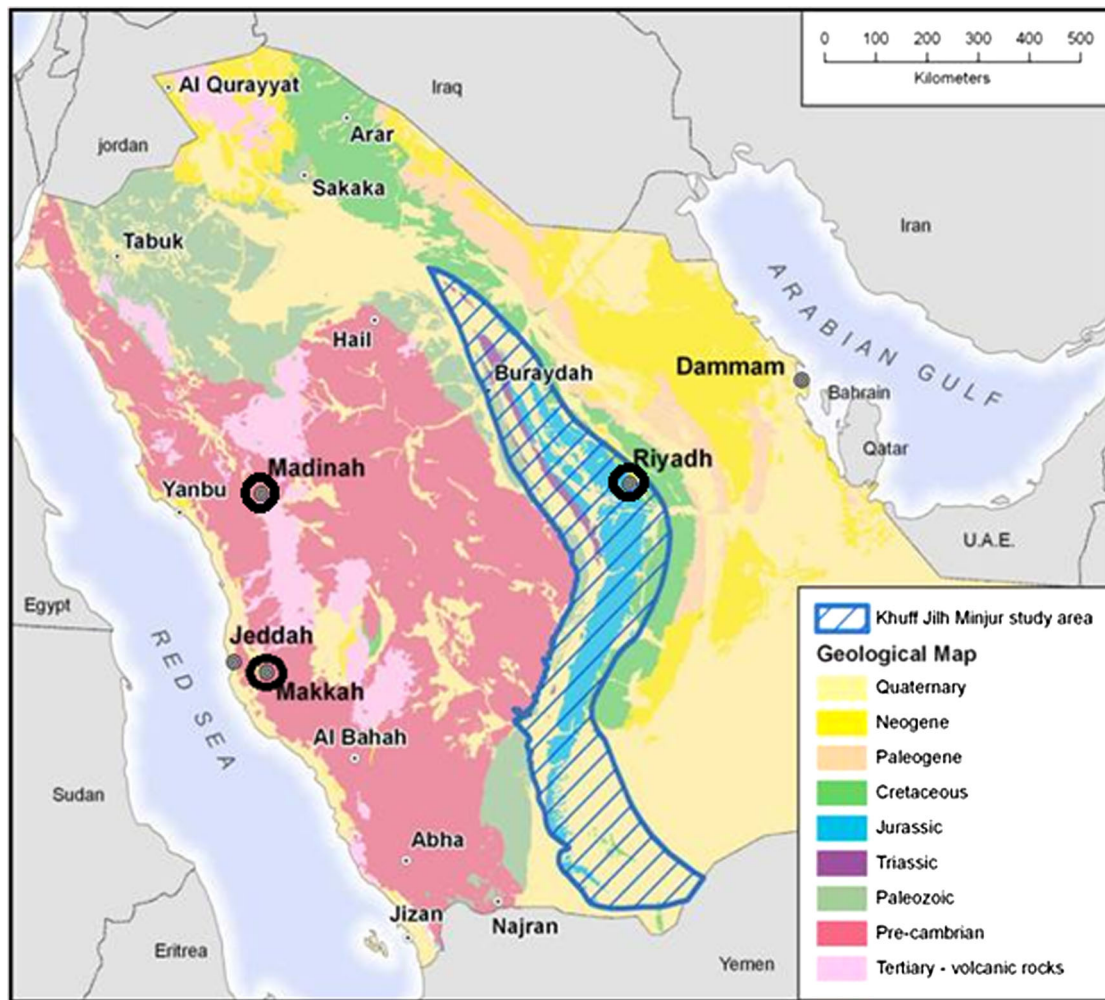 0 100 200 300 400 500
Kilometers
Al Qurayyat
Iraq
Arar
jordan
Sakaka
Iran
Tabuk
ARABIAN GULF
Hail
Buraydah
Dammam
Bahrain
Qatar
Riyadh
Madinah
Yanbu
U.A.E.
Egypt
RED SEA
Jeddah
Makkah
Al Bahah
Sudan
Abha
Jizan
Najran
Eritrea
Yemen
Khuff Jilh Minjur study area
Geological Map
Quaternary
Neogene
Paleogene
Cretaceous
Jurassic
Triassic
Paleozoic
Pre-cambrian
Tertiary - volcanic rocks